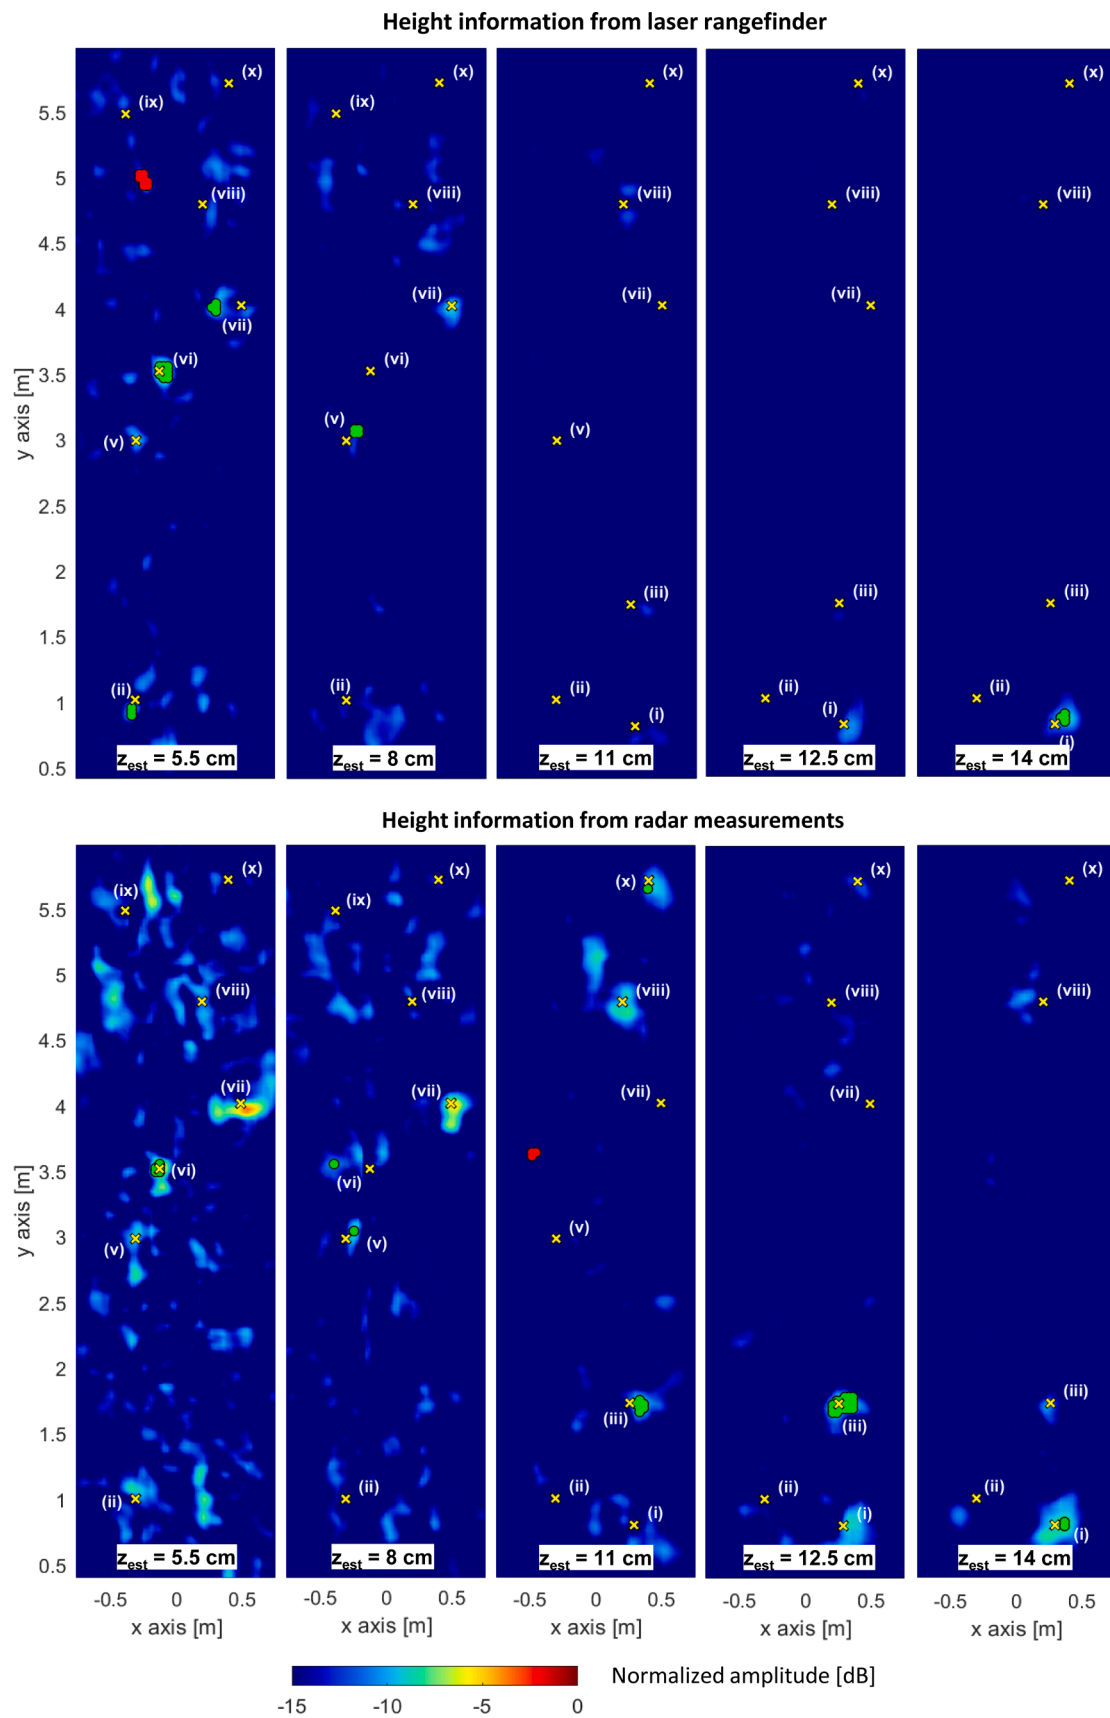 Height information from laser rangefinder
(x) (x) (x) (x) (x)
5.5 (ix) (ix)
5
(viii) (viii) (viii) (viii) (viii)
4.5
4 (vii) (vii) (vii) (vii)
3.5 (vi) (vi)
y axis [m]
3 (v) (v) (v)
2.5
2
(iii) (iii) (iii)
1.5
1 (ii) (ii) (ii) (ii) (ii)
(i) (i) (i)
0.5 zest = 5.5 cm zest = 8 cm zest = 11 cm zest = 12.5 cm zest = 14 cm
Height information from radar measurements
(x) (x) (x) (x)
5.5 (ix) (ix)
5
(viii) (viii) (viii) (viii) (viii)
4.5
4 (vii) (vii) (vii) (vii)
3.5 (vi) (vi)
y axis [m]
3 (v) (v) (v)
2.5
2
(iii) (iii) (iii)
1.5
1 (ii) (ii) (ii) (ii) (ii)
(i) (i) (i)
0.5 zest = 5.5 cm zest = 8 cm zest = 11 cm zest = 12.5 cm zest = 14 cm
-0.5 0 0.5 -0.5 0 0.5 -0.5 0 0.5 -0.5 0 0.5 -0.5 0 0.5
x axis [m] x axis [m] x axis [m] x axis [m] x axis [m]
Normalized amplitude [dB]
-15 -10 -5 0